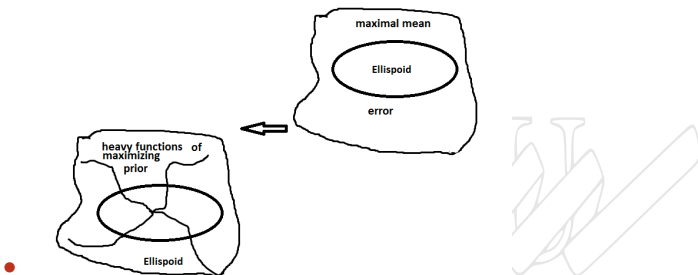 maximal mean
Ellispoid
error
heavy functions of
maximizing
prior
Ellispoid